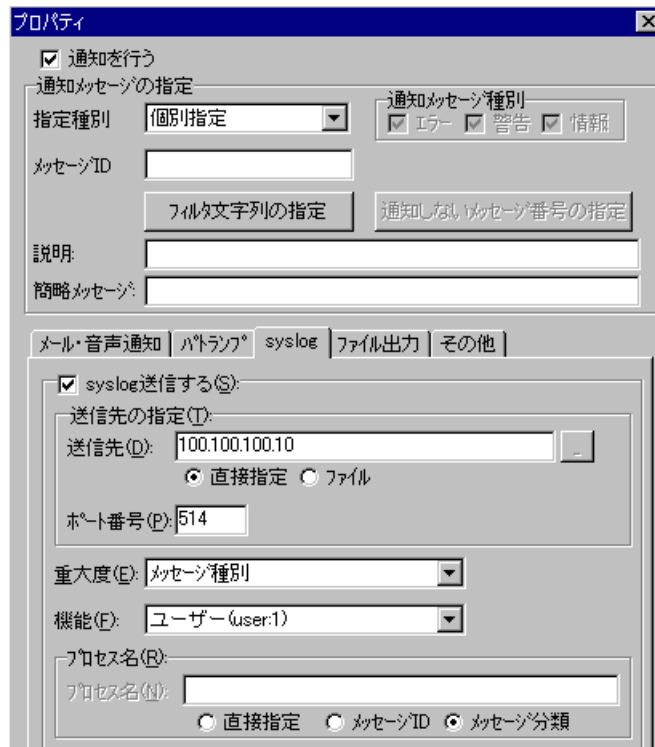 プロパティ
通知を行う
通知メッセージの指定
指定種別 個別指定
通知メッセージ種別
エラー 警告 情報
メッセージID
フィルタ文字列の指定 通知しないメッセージ番号の指定
説明:
簡略メッセージ:
メール・音声通知 パトランプ syslog ファイル出力 その他
syslog送信する(S):
送信先の指定(T):
送信先(D): 100.100.100.10
直接指定 ファイル
ポート番号(P): 514
重大度(E): メッセージ種別
機能(F): ユーザー(user:1)
プロセス名(R):
プロセス名(N):
直接指定 メッセージID メッセージ分類